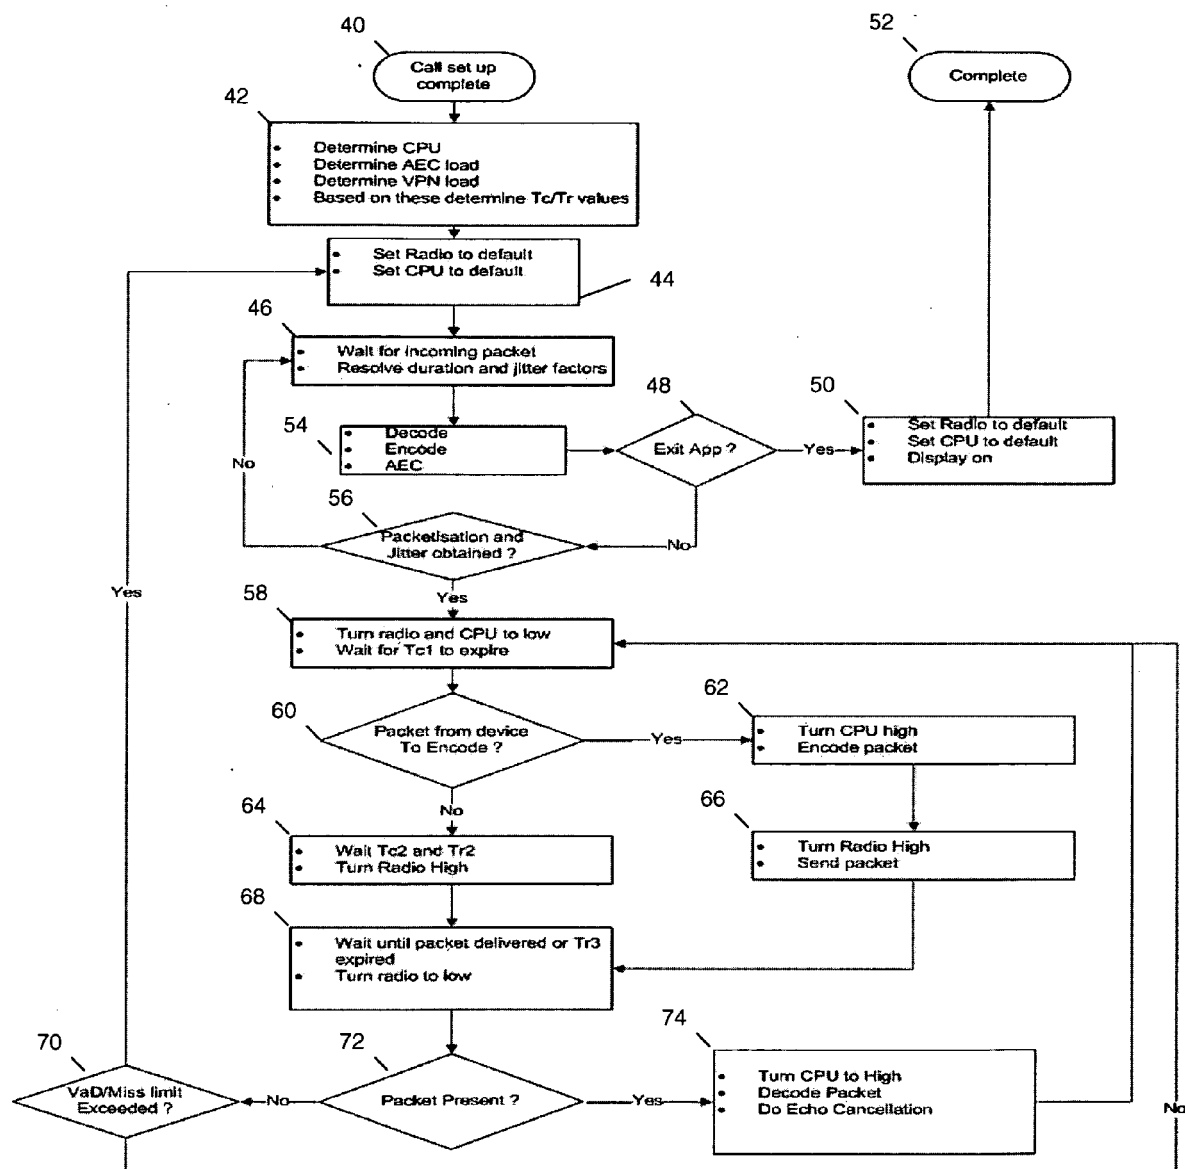 40
Call set up
complete
52
Complete
42
Determine CPU
Determine AEC load
Determine VPN load
Based on these determine Tc/Tr values
Set Radio to default
Set CPU to default
44
46
Wait for incoming packet
Resolve duration and jitter factors
54
Decode
Encode
AEC
48
Exit App ?
Yes
50
Set Radio to default
Set CPU to default
Display on
No
56
Packetisation and
Jitter obtained ?
No
Yes
Yes
58
Turn radio and CPU to low
Wait for Tc1 to expire
60
Packet from device
To Encode ?
Yes
62
Turn CPU high
Encode packet
No
64
Wait Tc2 and Tr2
Turn Radio High
66
Turn Radio High
Send packet
68
Wait until packet delivered or Tr3
expired
Turn radio to low
70
VaD/Miss limit
Exceeded ?
No
72
Packet Present ?
Yes
74
Turn CPU to High
Decode Packet
Do Echo Cancellation
No